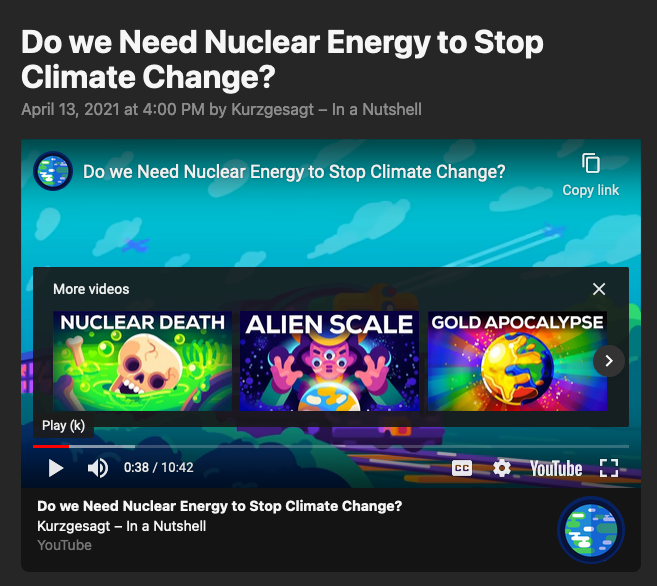 Do we Need Nuclear Energy to Stop
Climate Change?
April 13, 2021 at 4:00 PM by Kurzgesagt – In a Nutshell
Do we Need Nuclear Energy to Stop Climate Change?
Copy link
More videos
NUCLEAR DEATH
ALIEN SCALE
GOLD APOCALYPSE
Play (k)
0:38 / 10:42
CC
YouTube
Do we Need Nuclear Energy to Stop Climate Change?
Kurzgesagt – In a Nutshell
YouTube